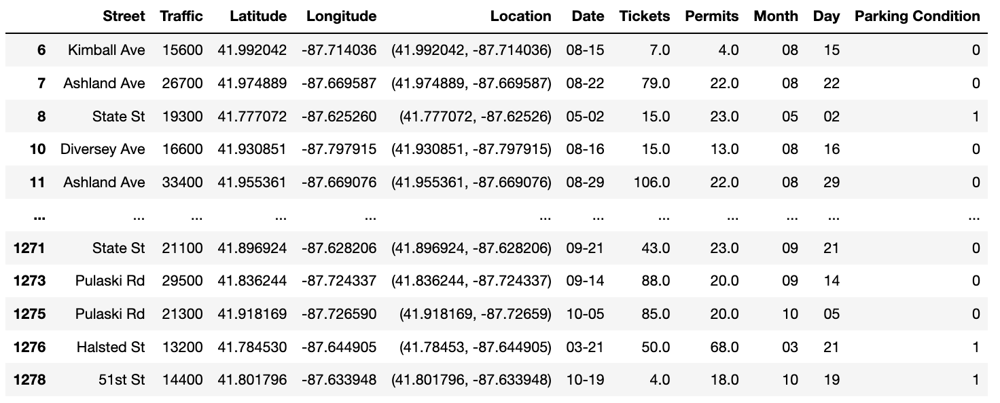 Street Traffic Latitude Longitude Location Date Tickets Permits Month Day Parking Condition
6 Kimball Ave 15600 41.992042 -87.714036 (41.992042, -87.714036) 08-15 7.0 4.0 08 15 0
7 Ashland Ave 26700 41.974889 -87.669587 (41.974889, -87.669587) 08-22 79.0 22.0 08 22 0
8 State St 19300 41.777072 -87.625260 (41.777072, -87.62526) 05-02 15.0 23.0 05 02 1
10 Diversey Ave 16600 41.930851 -87.797915 (41.930851, -87.797915) 08-16 15.0 13.0 08 16 0
11 Ashland Ave 33400 41.955361 -87.669076 (41.955361, -87.669076) 08-29 106.0 22.0 08 29 0
... ... ... ... ... ... ... ... ... ... ... ...
1271 State St 21100 41.896924 -87.628206 (41.896924, -87.628206) 09-21 43.0 23.0 09 21 0
1273 Pulaski Rd 29500 41.836244 -87.724337 (41.836244, -87.724337) 09-14 88.0 20.0 09 14 0
1275 Pulaski Rd 21300 41.918169 -87.726590 (41.918169, -87.72659) 10-05 85.0 20.0 10 05 0
1276 Halsted St 13200 41.784530 -87.644905 (41.78453, -87.644905) 03-21 50.0 68.0 03 21 1
1278 51st St 14400 41.801796 -87.633948 (41.801796, -87.633948) 10-19 4.0 18.0 10 19 1